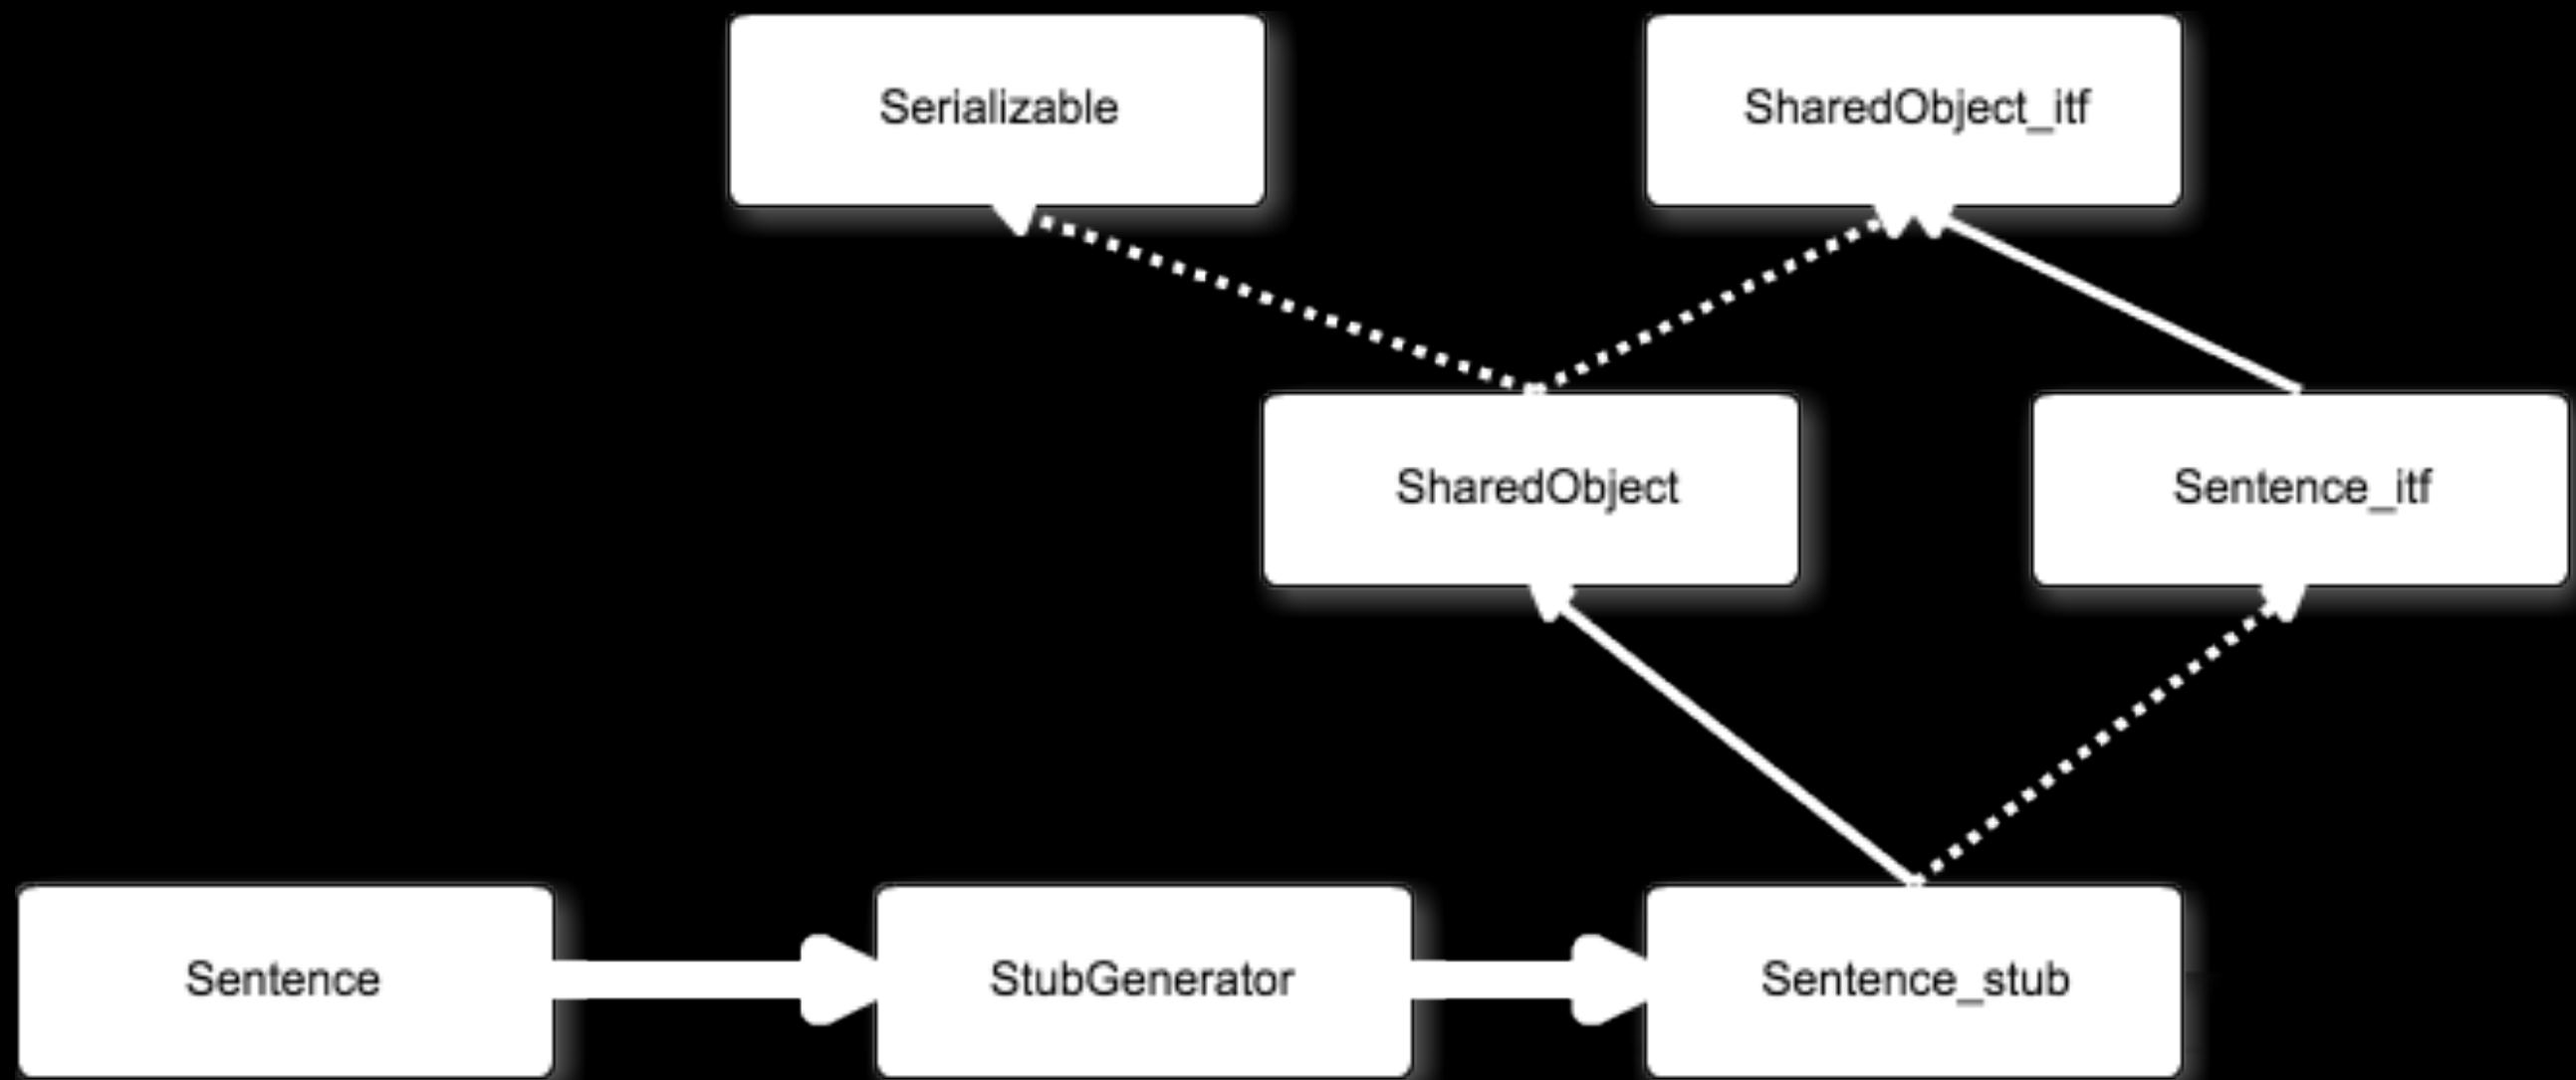 Serializable
SharedObject_itf
SharedObject
Sentence_itf
Sentence
StubGenerator
Sentence_stub